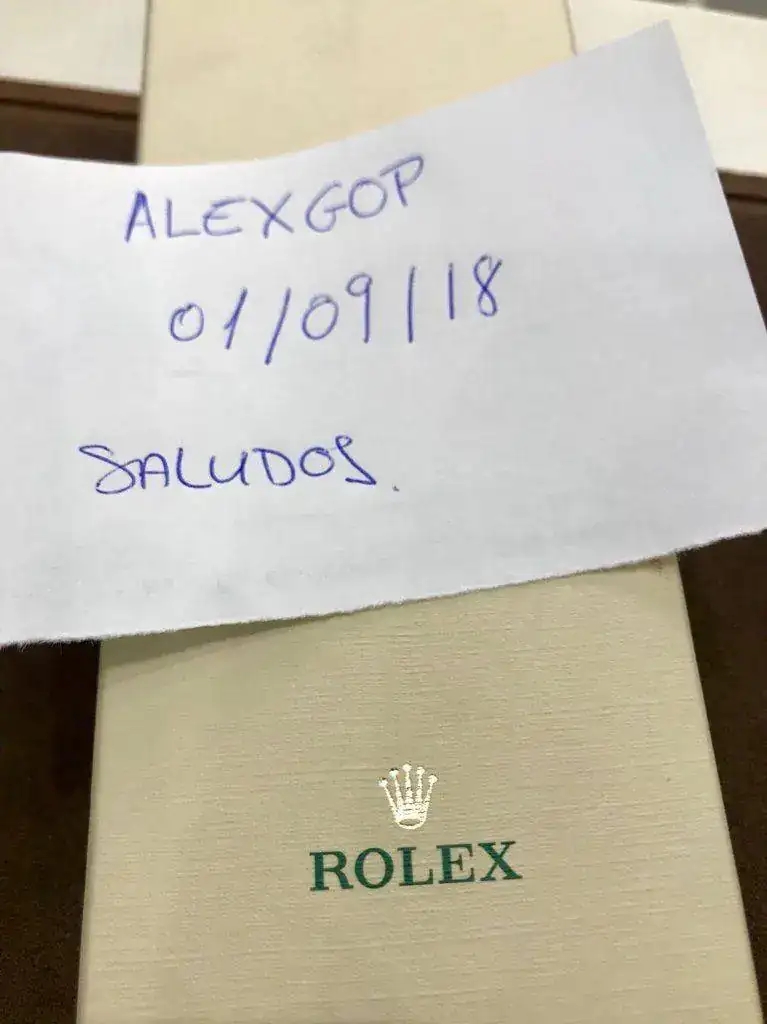 ALEXGOP
01/09/18
SALUDOS.
ROLEX